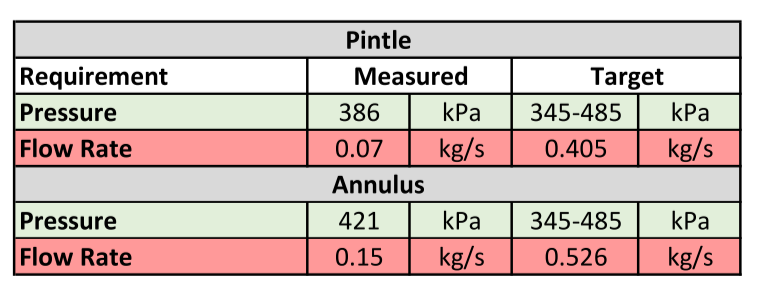 Pintle
Requirement Measured Target
Pressure 386 kPa 345-485 kPa
Flow Rate 0.07 kg/s 0.405 kg/s
Annulus
Pressure 421 kPa 345-485 kPa
Flow Rate 0.15 kg/s 0.526 kg/s